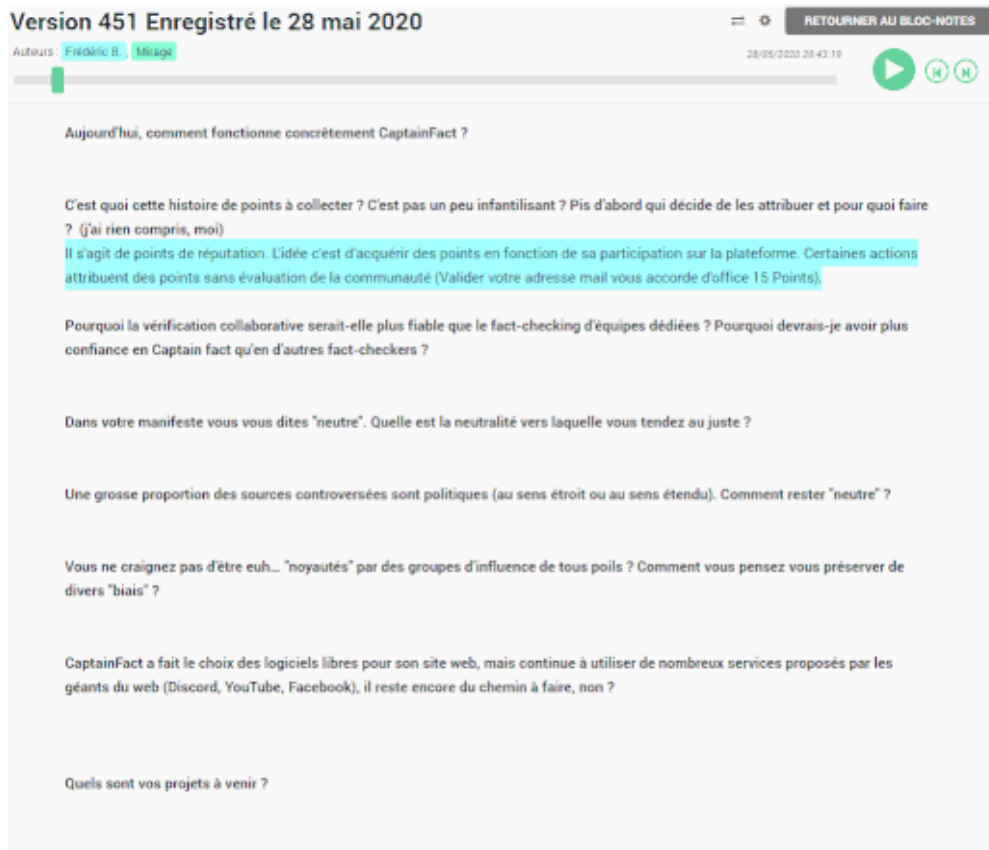 Version 451 Enregistré le 28 mai 2020
RETOURNER AU BLOC-NOTES
Auteurs : Frédéric B. , Mirage
28/05/2020 20:43:19
Aujourd'hui, comment fonctionne concrètement CaptainFact ?
C'est quoi cette histoire de points à collecter ? C'est pas un peu infantilisant ? Pis d'abord qui décide de les attribuer et pour quoi faire
? (j'ai rien compris, moi)
Il s'agit de points de réputation. L'idée c'est d'acquérir des points en fonction de sa participation sur la plateforme. Certaines actions
attribuent des points sans évaluation de la communauté (Valider votre adresse mail vous accorde d'office 15 Points).
Pourquoi la vérification collaborative serait-elle plus fiable que le fact-checking d'équipes dédiées ? Pourquoi devrais-je avoir plus
confiance en Captain fact qu'en d'autres fact-checkers ?
Dans votre manifeste vous vous dites "neutre". Quelle est la neutralité vers laquelle vous tendez au juste ?
Une grosse proportion des sources controversées sont politiques (au sens étroit ou au sens étendu). Comment rester "neutre" ?
Vous ne craignez pas d'être euh… "noyautés" par des groupes d'influence de tous poils ? Comment vous pensez vous préserver de
divers "biais" ?
CaptainFact a fait le choix des logiciels libres pour son site web, mais continue à utiliser de nombreux services proposés par les
géants du web (Discord, YouTube, Facebook), il reste encore du chemin à faire, non ?
Quels sont vos projets à venir ?